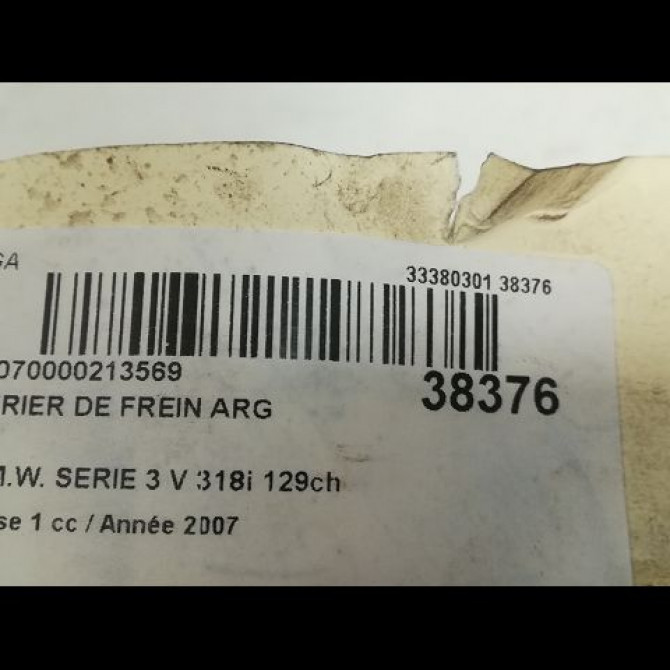 GA
33380301 38376
070000213569
38376
RIER DE FREIN ARG
M.W. SERIE 3 V 318i 129ch
se 1 cc / Année 2007